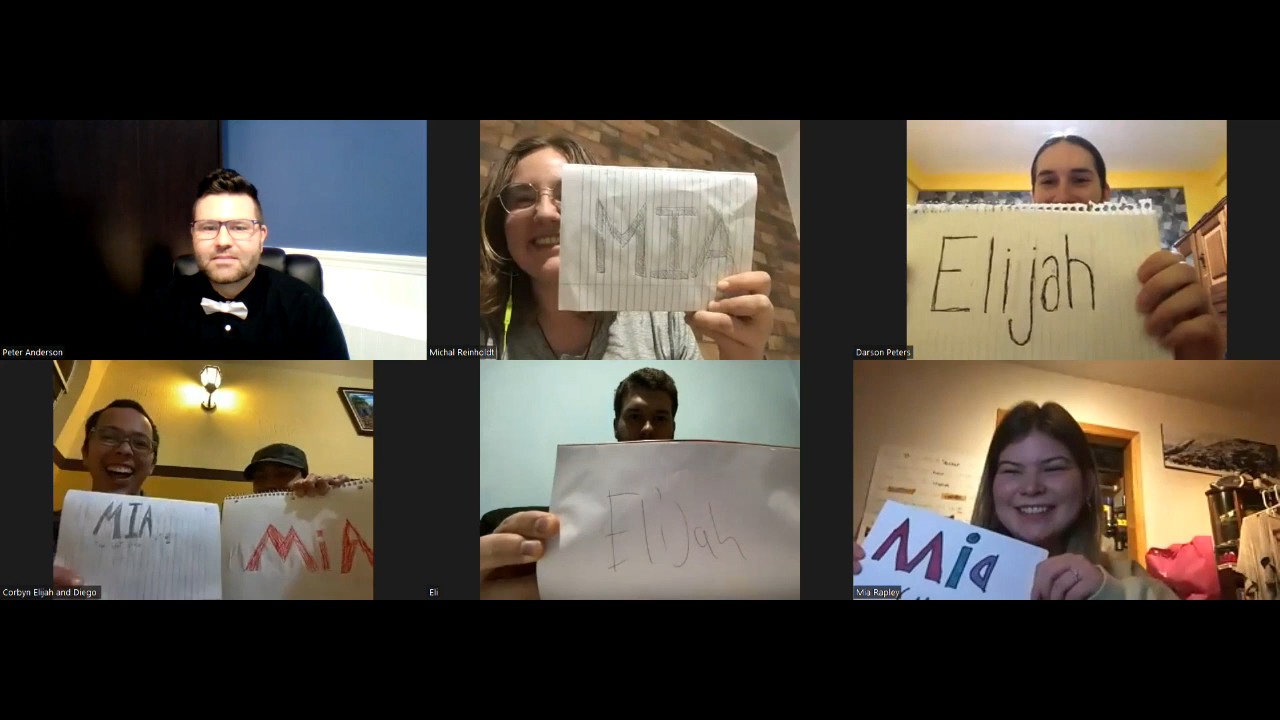 Peter Anderson
MIA
Michal Reinholdt
Elijah
Darson Peters
MIA
MiA
Corbyn Elijah and Diego
Elijah
Eli
Mia
Mia Rapley